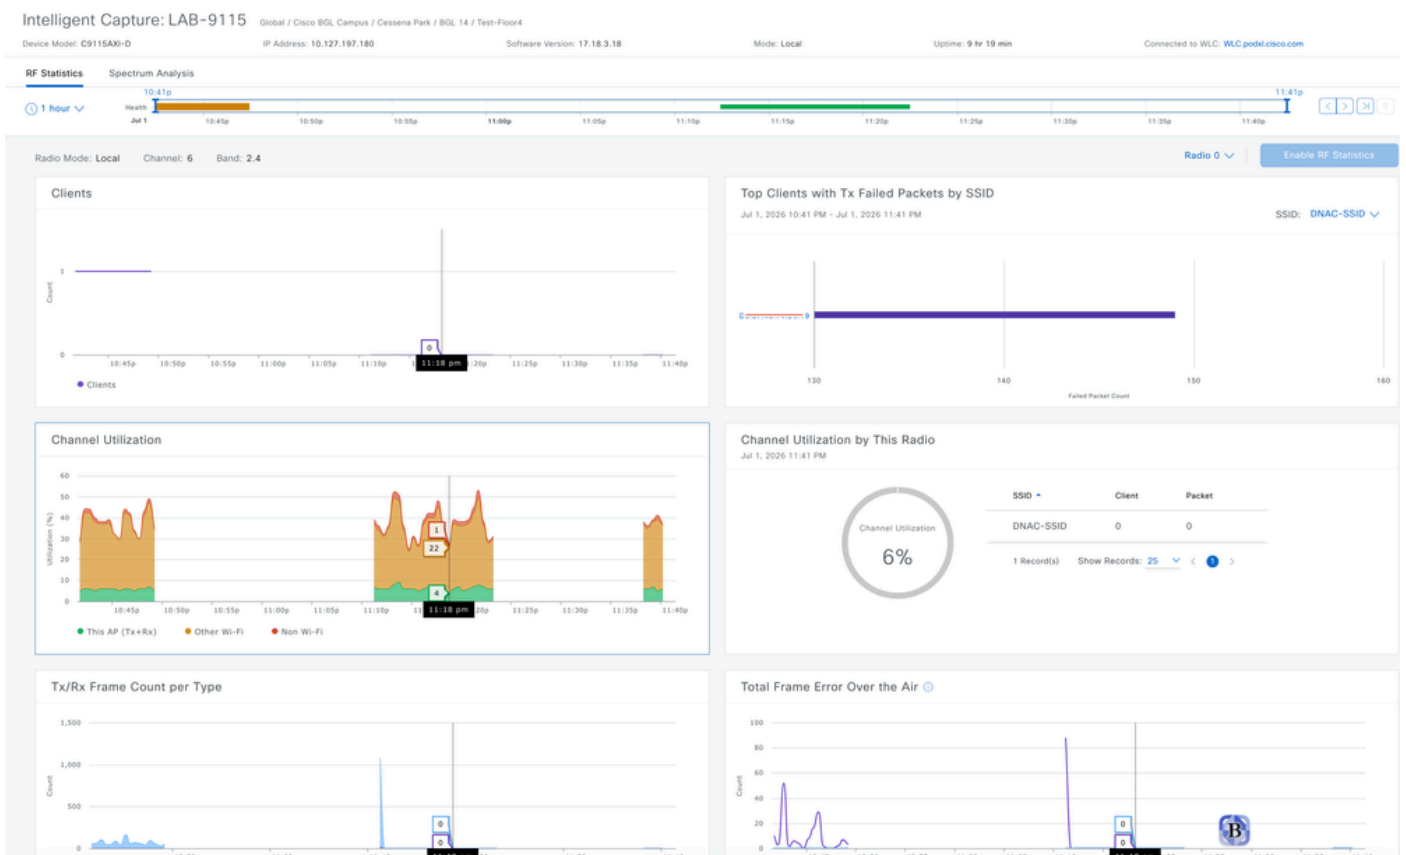 Intelligent Capture: LAB-9115 Global / Cisco BGL Campus / Cessena Park / BGL 14 / Test-Floor4
Device Model: C9115AXI-D IP Address: 10.127.197.180 Software Version: 17.18.3.18 Mode: Local Uptime: 9 hr 19 min Connected to WLC: WLC.podxl.cisco.com
RF Statistics Spectrum Analysis
10:41p 11:41p
1 hour Health
Jul 1 10:45p 10:50p 10:55p 11:00p 11:05p 11:10p 11:15p 11:20p 11:25p 11:30p 11:35p 11:40p
Radio Mode: Local Channel: 6 Band: 2.4 Radio 0 Enable RF Statistics
Clients
1
Count
0
0
10:45p 10:50p 10:55p 11:00p 11:05p 11:10p 1 11:18 pm :20p 11:25p 11:30p 11:35p 11:40p
Clients
Top Clients with Tx Failed Packets by SSID
Jul 1, 2026 10:41 PM - Jul 1, 2026 11:41 PM SSID: DNAC-SSID
130 140 150 160
Failed Packet Count
Channel Utilization
60
50
40
30
20
10
0
Utilization (%)
1
22
4
10:45p 10:50p 10:55p 11:00p 11:05p 11:10p 11 11:18 pm 20p 11:25p 11:30p 11:35p 11:40p
This AP (Tx+Rx) Other Wi-Fi Non Wi-Fi
Channel Utilization by This Radio
Jul 1, 2026 11:41 PM
Channel Utilization
6%
SSID Client Packet
DNAC-SSID 0 0
1 Record(s) Show Records: 25 1
Tx/Rx Frame Count per Type
1,500
1,000
500
0
Count
0
0
Total Frame Error Over the Air
100
80
60
40
20
0
Count
0
0
B